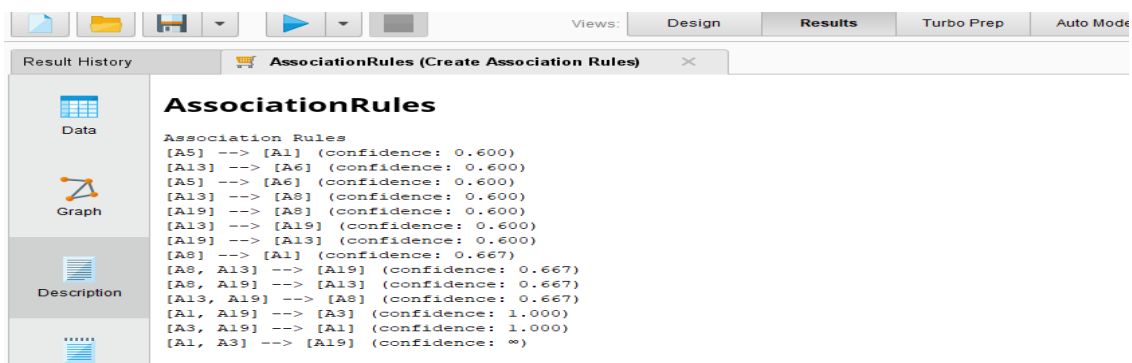 Views: Design Results Turbo Prep Auto Mode
Result History AssociationRules (Create Association Rules)
Data
Graph
Description
AssociationRules
Association Rules
[A5] --> [A1] (confidence: 0.600)
[A13] --> [A6] (confidence: 0.600)
[A5] --> [A6] (confidence: 0.600)
[A13] --> [A8] (confidence: 0.600)
[A19] --> [A8] (confidence: 0.600)
[A13] --> [A19] (confidence: 0.600)
[A19] --> [A13] (confidence: 0.600)
[A8] --> [A1] (confidence: 0.667)
[A8, A13] --> [A19] (confidence: 0.667)
[A8, A19] --> [A13] (confidence: 0.667)
[A13, A19] --> [A8] (confidence: 0.667)
[A1, A19] --> [A3] (confidence: 1.000)
[A3, A19] --> [A1] (confidence: 1.000)
[A1, A3] --> [A19] (confidence: ∞)